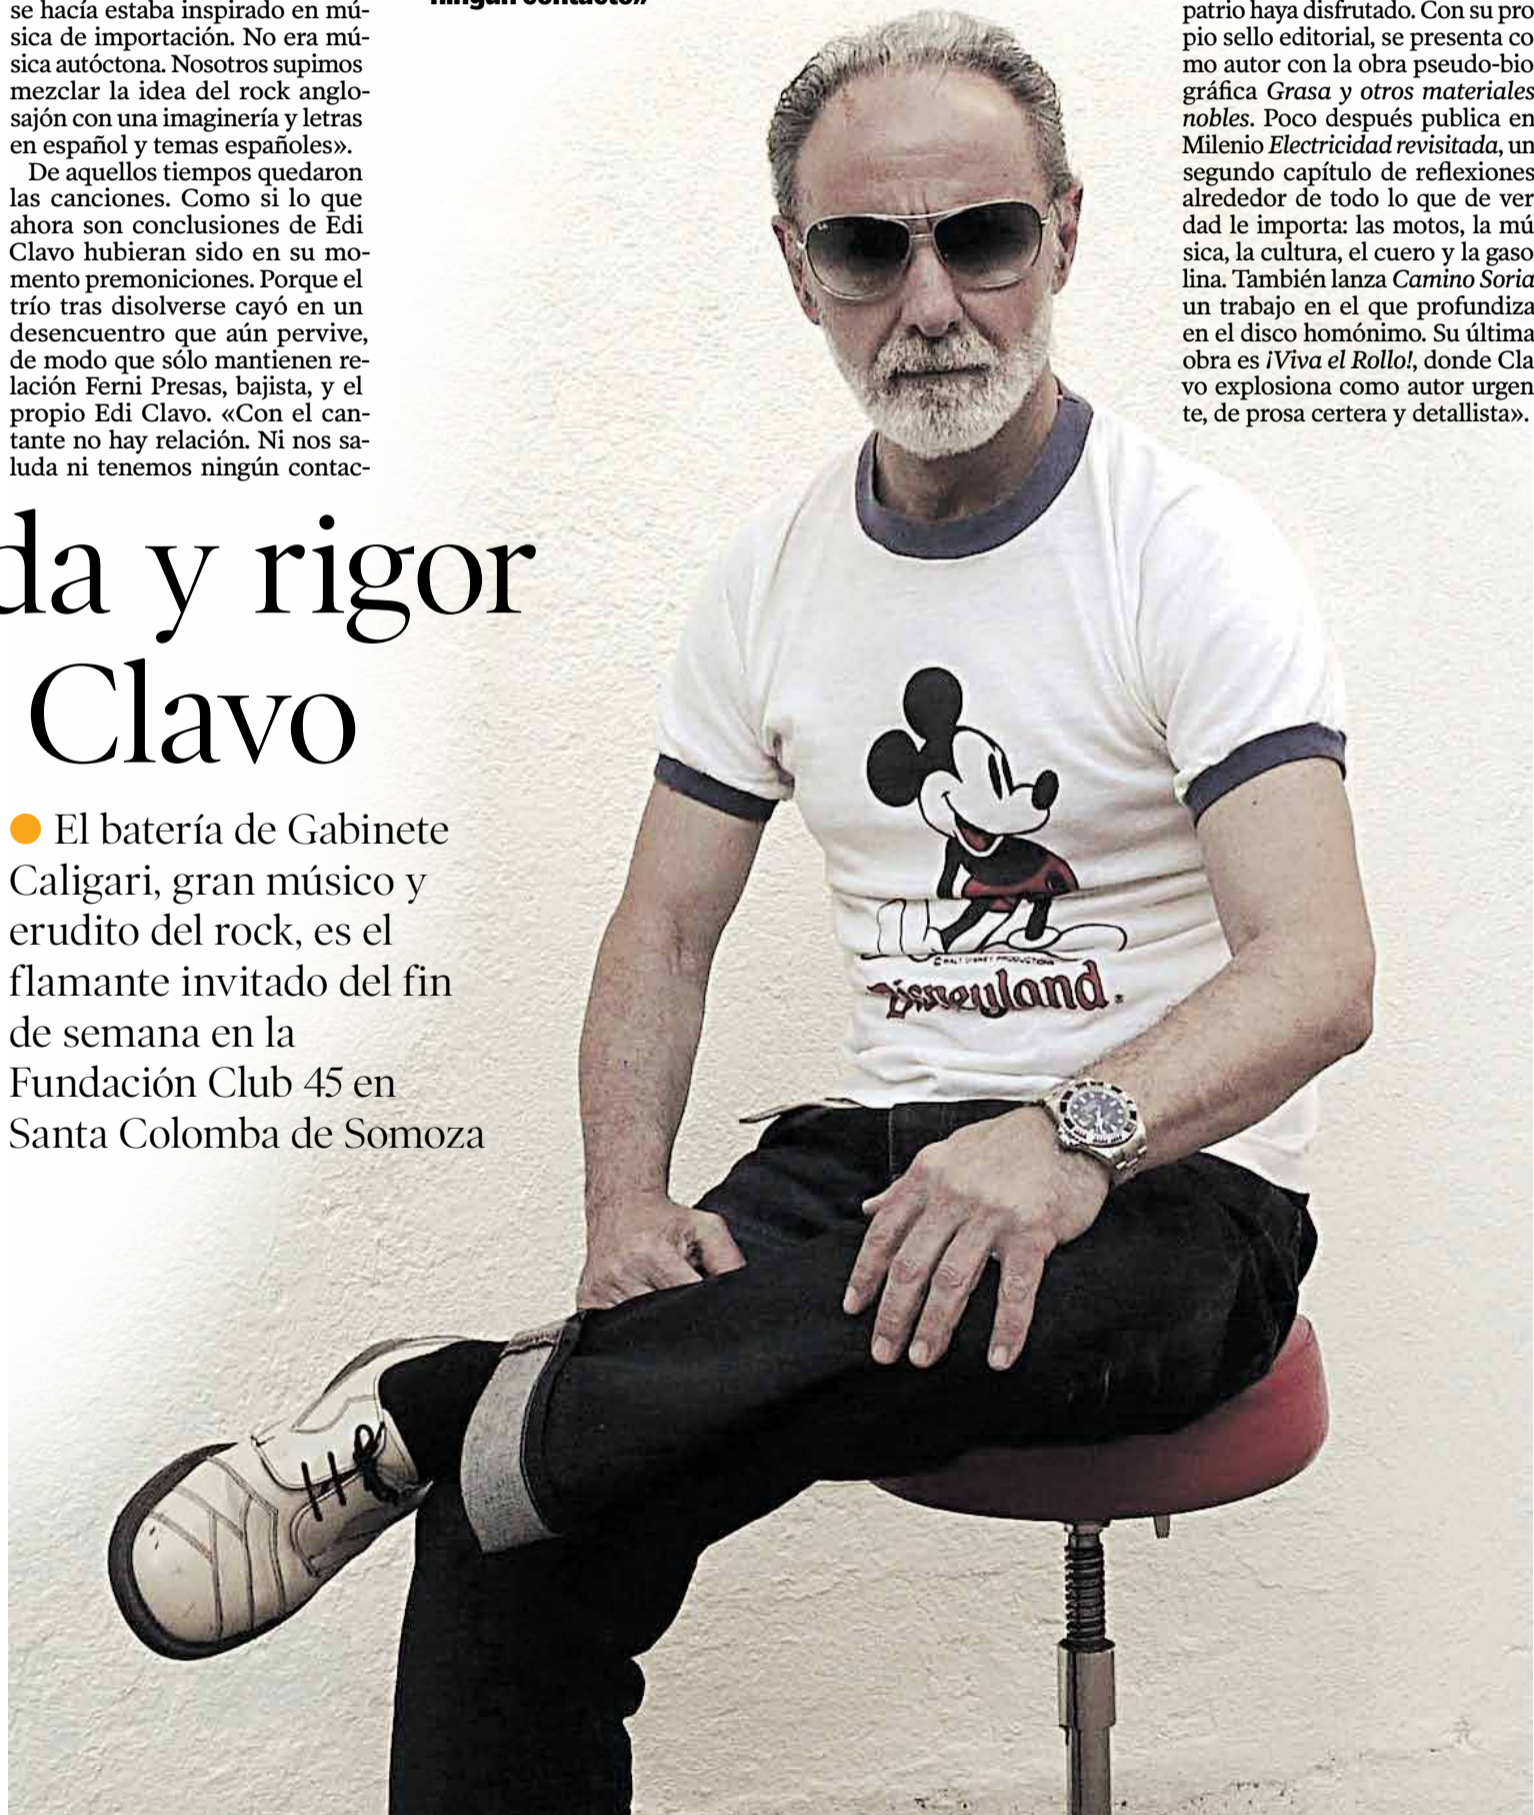 se hacía estaba inspirado en mú-
sica de importación. No era mú-
sica autóctona. Nosotros supimos
mezclar la idea del rock anglo-
sajón con una imaginería y letras
en español y temas españoles».
De aquellos tiempos quedaron
las canciones. Como si lo que
ahora son conclusiones de Edi
Clavo hubieran sido en su mo-
mento premoniciones. Porque el
trío tras disolverse cayó en un
desencuentro que aún pervive,
de modo que sólo mantienen re-
lación Ferni Presas, bajista, y el
propio Edi Clavo. «Con el can-
tante no hay relación. Ni nos sa-
luda ni tenemos ningún contac-
ningún contacto»
patrio haya disfrutado. Con su pro
pio sello editorial, se presenta co
mo autor con la obra pseudo-bio
gráfica Grasa y otros materiales
nobles. Poco después publica en
Milenio Electricidad revisitada, un
segundo capítulo de reflexiones
alrededor de todo lo que de ver
dad le importa: las motos, la mú
sica, la cultura, el cuero y la gaso
lina. También lanza Camino Soria
un trabajo en el que profundiza
en el disco homónimo. Su última
obra es ¡Viva el Rollo!, donde Cla
vo explosiona como autor urgen
te, de prosa certera y detallista».
da y rigor
Clavo
El batería de Gabinete
Caligari, gran músico y
erudito del rock, es el
flamante invitado del fin
de semana en la
Fundación Club 45 en
Santa Colomba de Somoza
© WALT DISNEY PRODUCTIONS
Disneyland